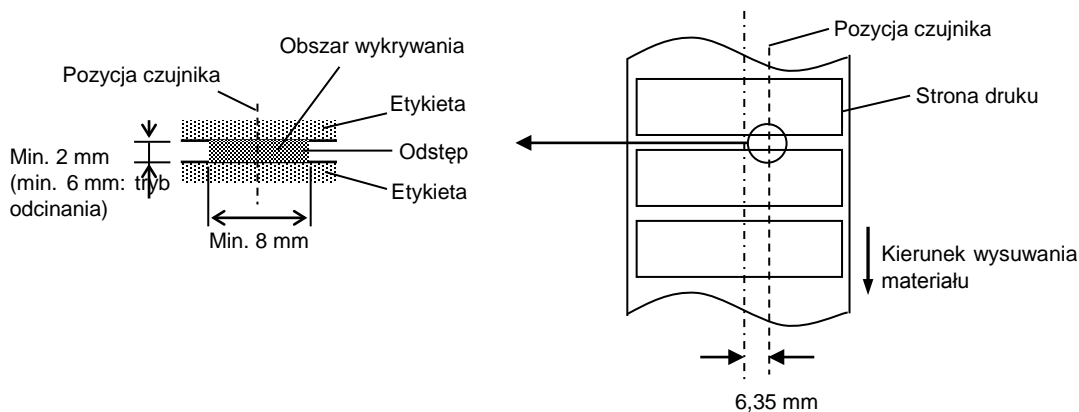 Obszar wykrywania
Pozycja czujnika
Etykieta
Odstęp
Etykieta
Min. 2 mm
(min. 6 mm: tryb
odcinania)
Min. 8 mm
Pozycja czujnika
Strona druku
Kierunek wysuwania
materiału
6,35 mm